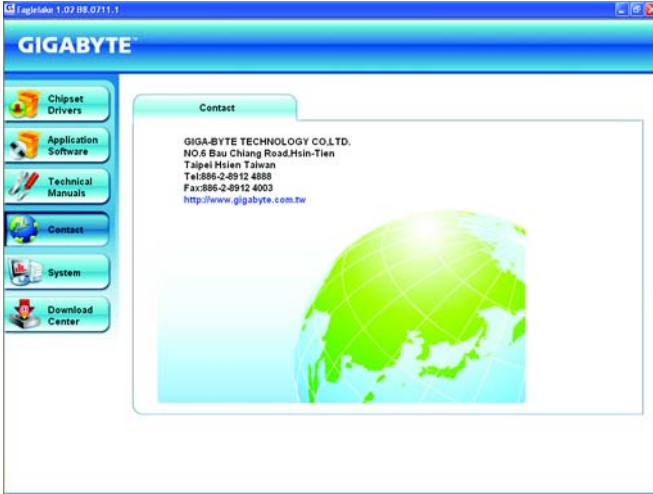 Eaglelake 1.02 B8.0711.1
GIGABYTE™
Chipset
Drivers
Application
Software
Technical
Manuals
Contact
System
Download
Center
Contact
GIGA-BYTE TECHNOLOGY CO,LTD.
NO.6 Bau Chiang Road,Hsin-Tien
Taipei Hsien Taiwan
Tel:886-2-8912 4888
Fax:886-2-8912 4003
http://www.gigabyte.com.tw